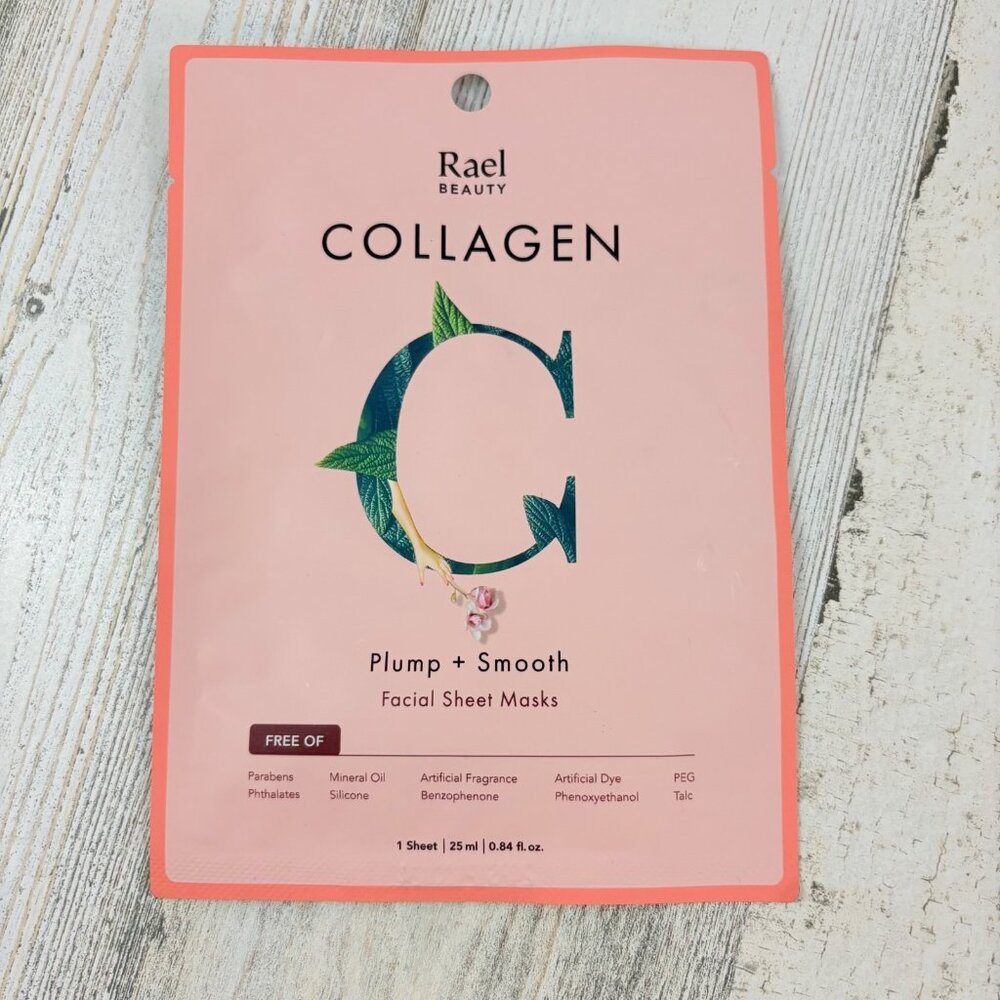 Rael
BEAUTY
COLLAGEN
C
Plump + Smooth
Facial Sheet Masks
FREE OF
Parabens Mineral Oil Artificial Fragrance Artificial Dye PEG
Phthalates Silicone Benzophenone Phenoxyethanol Talc
1 Sheet | 25 ml | 0.84 fl. oz.